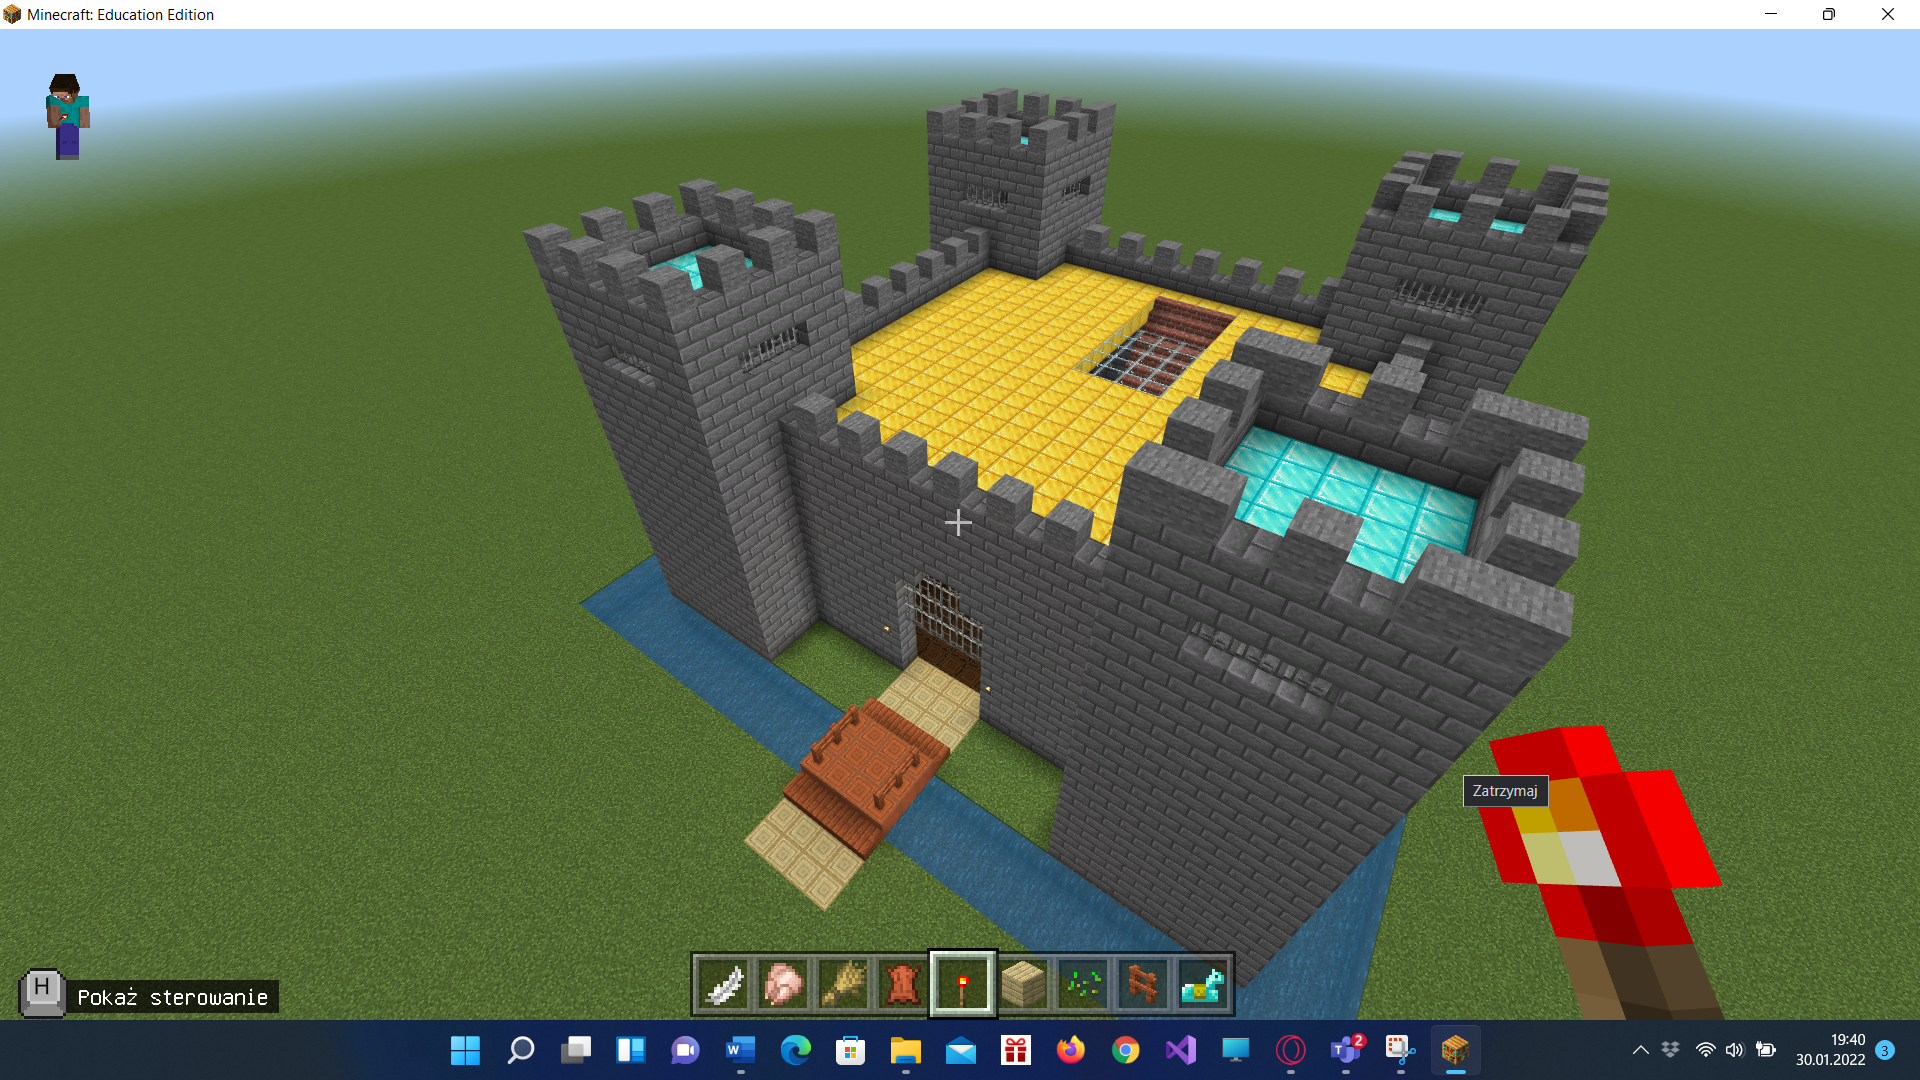 Minecraft: Education Edition
Zatrzymaj
H
Pokaż sterowanie
W
T
2
19:40
30.01.2022
3